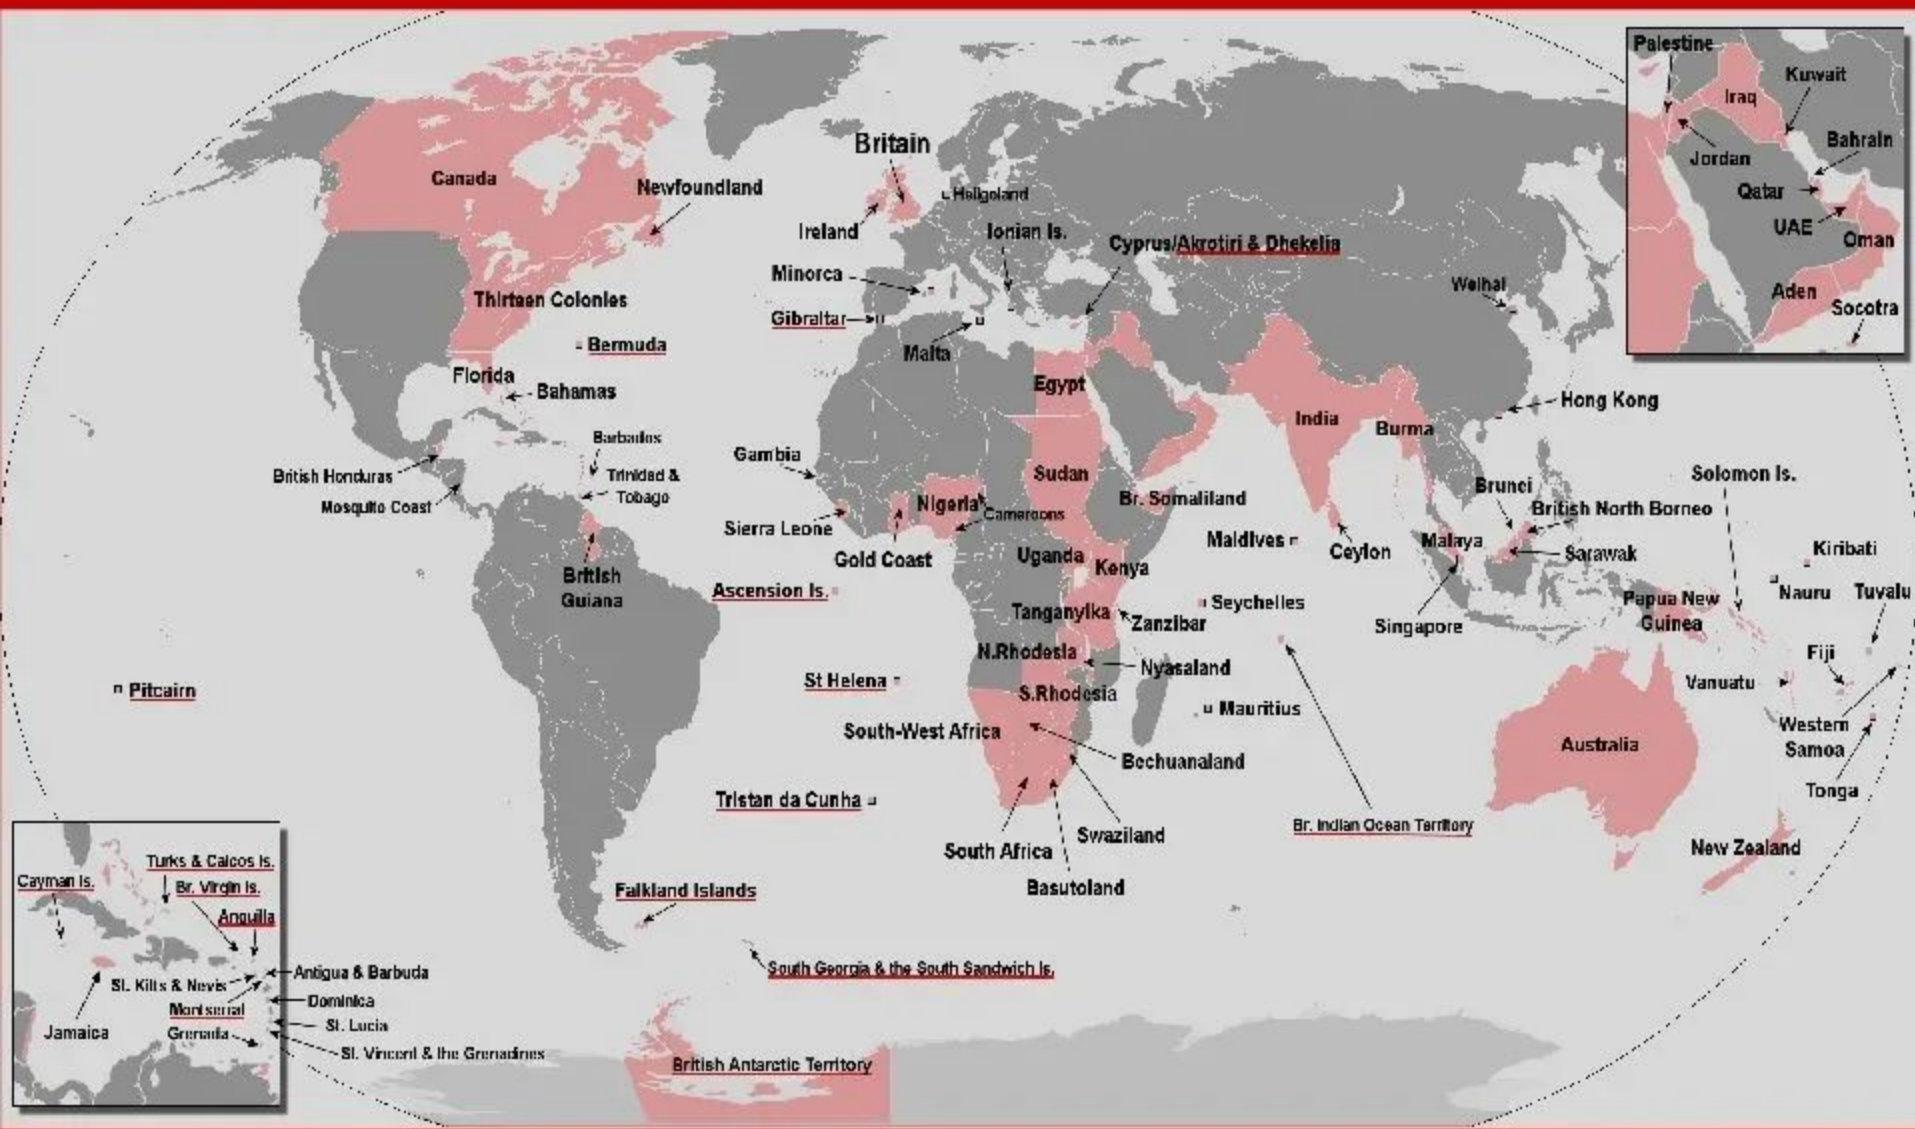 Palestine
Kuwait
Iraq
Bahrain
Jordan
Qatar
UAE
Oman
Aden
Socotra
Britain
Canada
Newfoundland
Heligoland
Ireland
Ionian Is.
Cyprus/Akrotiri & Dhekelia
Minorca
Weihai
Thirteen Colonies
Gibraltar
Bermuda
Malta
Florida
Egypt
Bahamas
Hong Kong
India
Burma
Barbados
Gambia
British Honduras
Trinidad &
Tobago
Mosquito Coast
Sudan
Solomon Is.
Brunei
Nigeria
Br. Somaliland
British North Borneo
Cameroons
Sierra Leone
Maldives
Malaya
Kiribati
Gold Coast
Uganda
Kenya
Ceylon
Sarawak
British
Guiana
Ascension Is.
Seychelles
Nauru
Tuvalu
Tanganyika
Zanzibar
Singapore
Papua New
Guinea
N.Rhodesia
Nyasaland
Fiji
Pitcairn
St Helena
S.Rhodesia
Vanuatu
Mauritius
South-West Africa
Western
Samoa
Australia
Bechuanaland
Tonga
Tristan da Cunha
Br. Indian Ocean Territory
Swaziland
South Africa
New Zealand
Basutoland
Falkland Islands
Turks & Caicos Is.
Cayman Is.
Br. Virgin Is.
Anguilla
South Georgia & the South Sandwich Is.
Antigua & Barbuda
St. Kitts & Nevis
Dominica
Montserrat
St. Lucia
Jamaica
Grenada
St. Vincent & the Grenadines
British Antarctic Territory